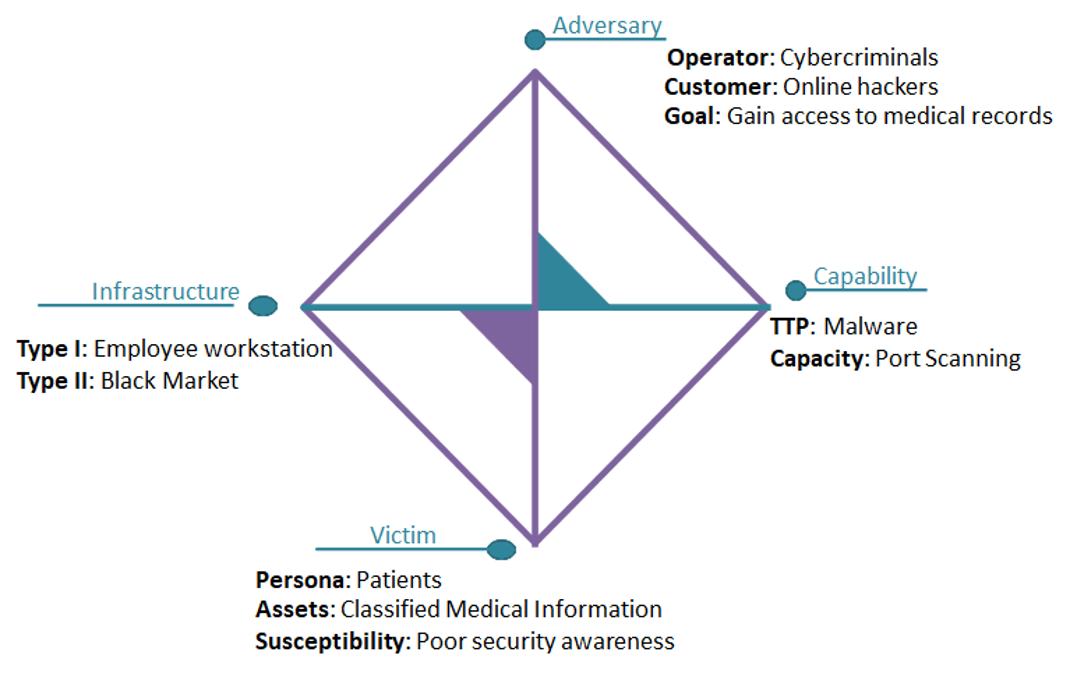 Adversary
Operator: Cybercriminals
Customer: Online hackers
Goal: Gain access to medical records
Infrastructure
Type I: Employee workstation
Type II: Black Market
Capability
TTP: Malware
Capacity: Port Scanning
Victim
Persona: Patients
Assets: Classified Medical Information
Susceptibility: Poor security awareness